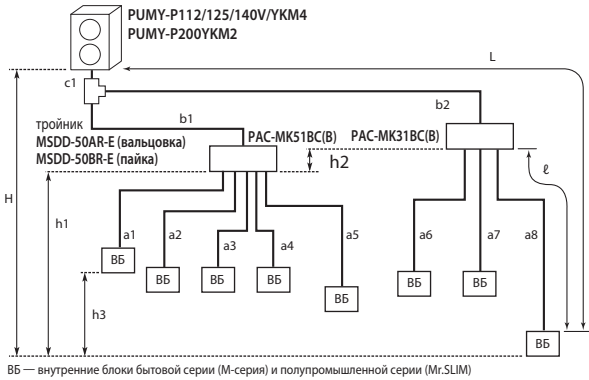 PUMY-P112/125/140V/YKM4
PUMY-P200YKM2
L
c1
b1
b2
тройник
MSDD-50AR-E (вальцовка)
MSDD-50BR-E (пайка)
PAC-MK51BC(B)
PAC-MK31BC(B)
h2
H
h1
ℓ
a1
a2
a3
a4
a5
a6
a7
a8
ВБ
ВБ
ВБ
ВБ
ВБ
ВБ
ВБ
ВБ
h3
ВБ — внутренние блоки бытовой серии (М-серия) и полупромышленной серии (Mr.SLIM)